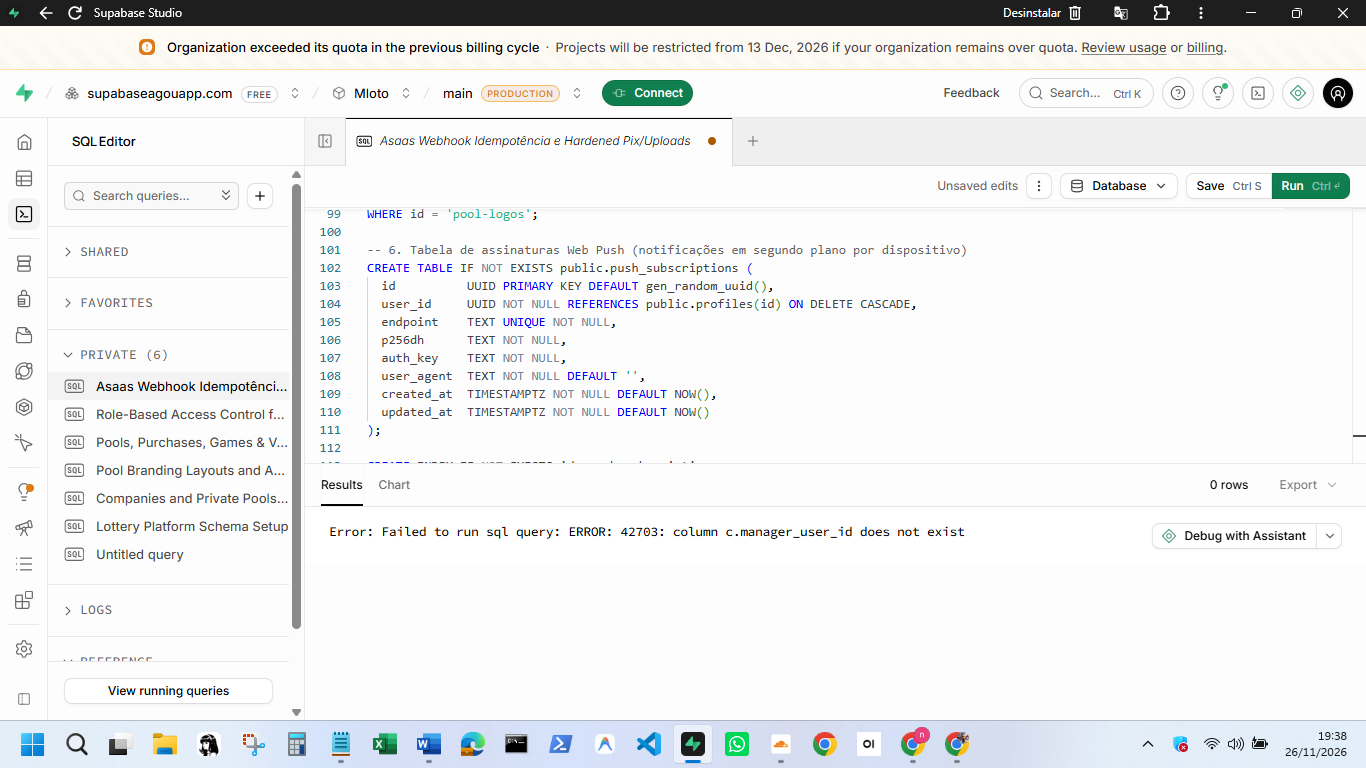 Supabase Studio
Desinstalar
Organization exceeded its quota in the previous billing cycle · Projects will be restricted from 13 Dec, 2026 if your organization remains over quota. Review usage or billing.
supabaseagouapp.com FREE / Mloto / main PRODUCTION Connect
Feedback Search... Ctrl K
SQL Editor
SQL Asaas Webhook Idempotência e Hardened Pix/Uploads
Search queries...
Unsaved edits Database Save Ctrl S Run Ctrl ↵
SHARED
FAVORITES
PRIVATE (6)
SQL Asaas Webhook Idempotênci...
SQL Role-Based Access Control f...
SQL Pools, Purchases, Games & V...
SQL Pool Branding Layouts and A...
SQL Companies and Private Pools...
SQL Lottery Platform Schema Setup
SQL Untitled query
LOGS
REFERENCE
View running queries
99 WHERE id = 'pool-logos';
100
101 -- 6. Tabela de assinaturas Web Push (notificações em segundo plano por dispositivo)
102 CREATE TABLE IF NOT EXISTS public.push_subscriptions (
103 id UUID PRIMARY KEY DEFAULT gen_random_uuid(),
104 user_id UUID NOT NULL REFERENCES public.profiles(id) ON DELETE CASCADE,
105 endpoint TEXT UNIQUE NOT NULL,
106 p256dh TEXT NOT NULL,
107 auth_key TEXT NOT NULL,
108 user_agent TEXT NOT NULL DEFAULT '',
109 created_at TIMESTAMPTZ NOT NULL DEFAULT NOW(),
110 updated_at TIMESTAMPTZ NOT NULL DEFAULT NOW()
111 );
112
Results Chart
0 rows Export
Error: Failed to run sql query: ERROR: 42703: column c.manager_user_id does not exist
Debug with Assistant
OI
n
19:38
26/11/2026